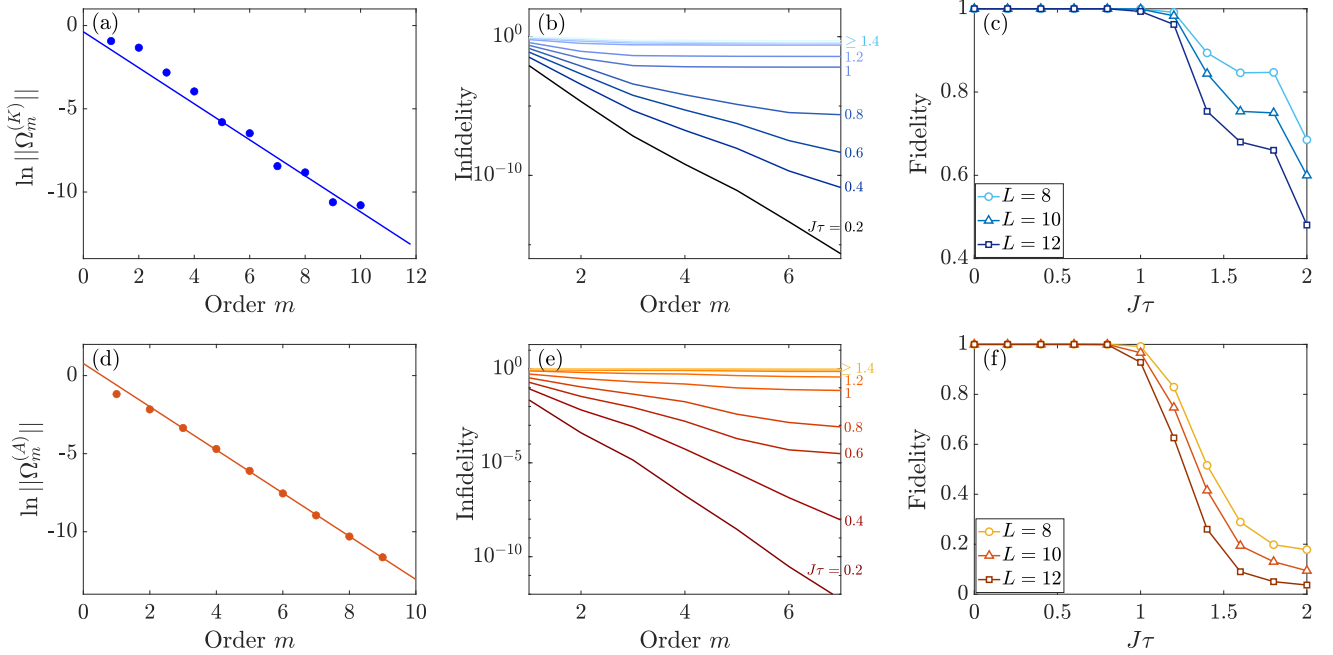 (a)
ln ||Ω_m^(K)||
0
-5
-10
0 2 4 6 8 10 12
Order m
(b)
Infidelity
10^0
10^-10
2 4 6
Order m
≥ 1.4
1.2
1
0.8
0.6
0.4
Jτ = 0.2
(c)
Fidelity
1
0.8
0.6
0.4
0 0.5 1 1.5 2
Jτ
L = 8
L = 10
L = 12
(d)
ln ||Ω_m^(A)||
0
-5
-10
0 2 4 6 8 10
Order m
(e)
Infidelity
10^0
10^-5
10^-10
2 4 6
Order m
≥ 1.4
1.2
1
0.8
0.6
0.4
Jτ = 0.2
(f)
Fidelity
1
0.8
0.6
0.4
0.2
0
0 0.5 1 1.5 2
Jτ
L = 8
L = 10
L = 12